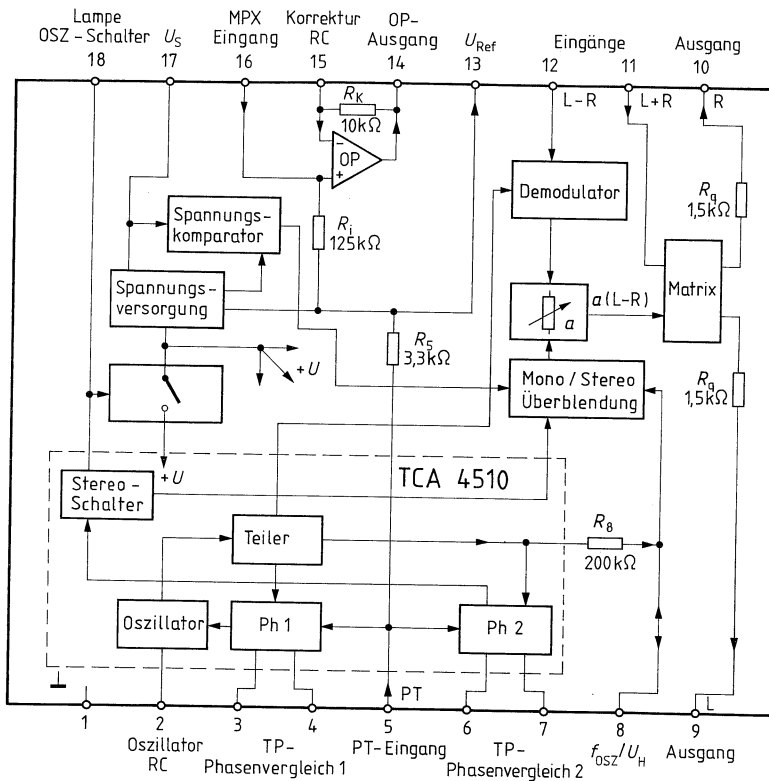 Lampe
OSZ-Schalter
U_S
MPX
Eingang
Korrektur
RC
OP-
Ausgang
U_Ref
Eingänge
Ausgang
18
17
16
15
14
13
12
11
10
L-R
L+R
R
R_K
10kΩ
-
+
OP
Demodulator
R_q
1,5kΩ
Spannungs-
komparator
R_i
125kΩ
Spannungs-
versorgung
a
a(L-R)
Matrix
R_5
3,3kΩ
+U
Mono / Stereo
Überblendung
R_q
1,5kΩ
+U
TCA 4510
Stereo-
Schalter
Teiler
R_8
200kΩ
Oszillator
Ph 1
Ph 2
PT
L
1
2
3
4
5
6
7
8
9
Oszillator
RC
TP-
Phasenvergleich 1
PT-Eingang
TP-
Phasenvergleich 2
f_OSZ/U_H
Ausgang